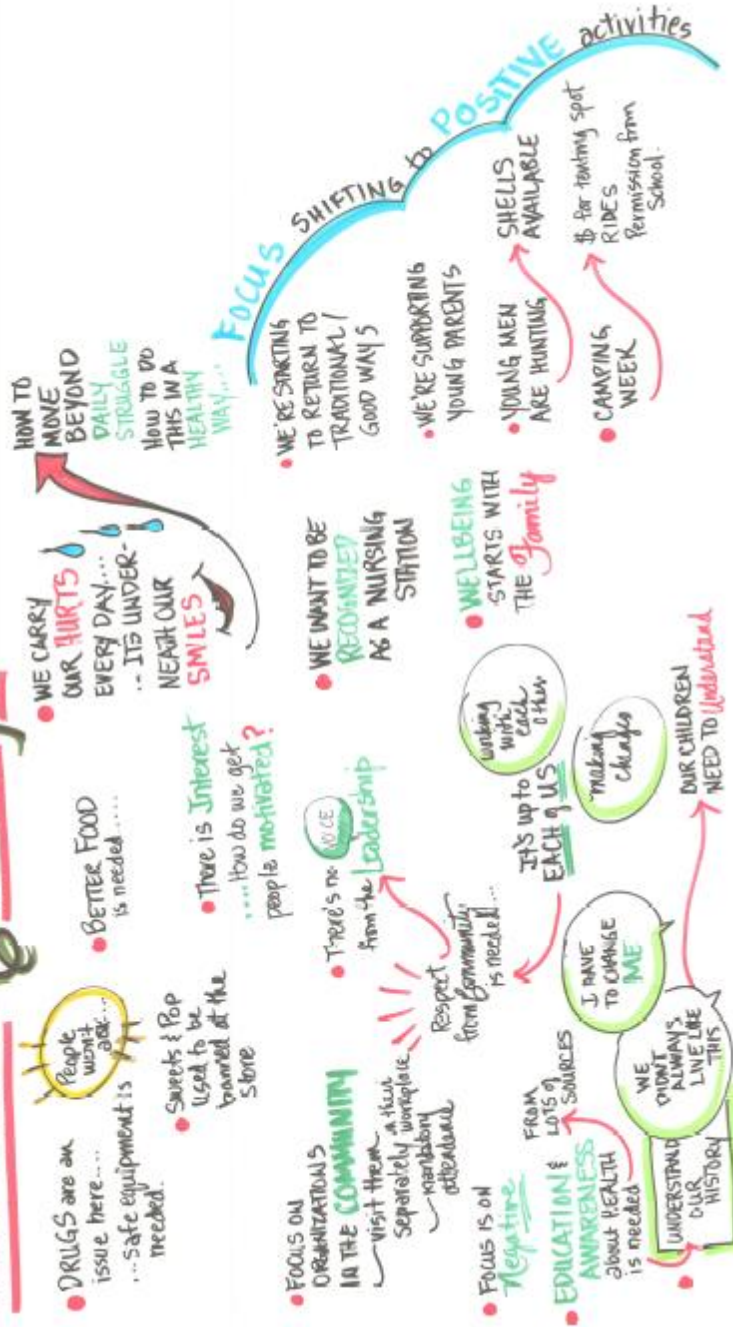 DRUGS are an
issue here....
...safe equipment is
needed.
People
won't
ask...
Sweets & Pop
used to be
banned at the
store
BETTER FOOD
is needed.....
There is Interest
....How do we get
people motivated?
WE CARRY
OUR HURTS
EVERY DAY....
.. ITS UNDER-
NEATH OUR
SMILES
HOW TO
MOVE
BEYOND
DAILY
STRUGGLE
HOW TO DO
THIS IN A
HEALTHY
WAY....
FOCUS ON
ORGANIZATIONS
IN THE COMMUNITY
visit them
separately in their
workplace
mandatory
attendance
There's no VOICE
from the Leadership
Respect
from Community
is needed...
WE WANT TO BE
RECOGNIZED
AS A NURSING
STATION
FOCUS SHIFTING to POSITIVE activities
WE'RE STARTING
TO RETURN TO
TRADITIONAL /
GOOD WAYS
WE'RE SUPPORTING
YOUNG PARENTS
YOUNG MEN
ARE HUNTING
SHELLS
AVAILABLE
CAMPING
WEEK
$ for tenting spot
RIDES
Permission from
School.
FOCUS IS ON
Negative
EDUCATION &
AWARENESS
about HEALTH
is needed
FROM
LOTS of
SOURCES
UNDERSTAND
OUR
HISTORY
WE
DIDN'T
ALWAYS
LIVE LIKE
THIS
I HAVE
TO CHANGE
ME
IT'S up to
EACH of US
working
with
each
other
making
changes
WELLBEING
STARTS WITH
THE Family
OUR CHILDREN
NEED TO Understand